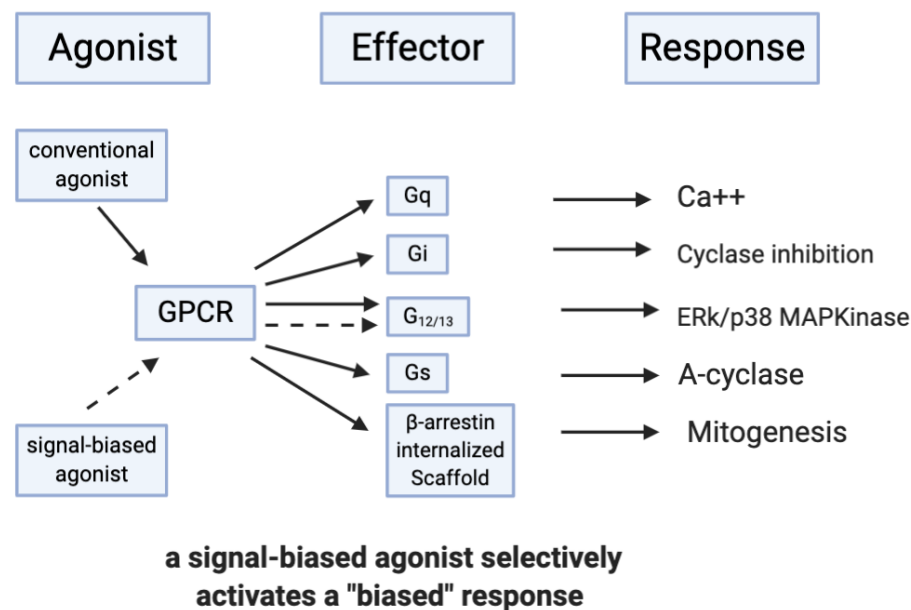 Agonist
Effector
Response
conventional
agonist
GPCR
signal-biased
agonist
Gq
Gi
G₁₂/₁₃
Gs
β-arrestin
internalized
Scaffold
Ca++
Cyclase inhibition
ERk/p38 MAPKinase
A-cyclase
Mitogenesis
a signal-biased agonist selectively
activates a "biased" response